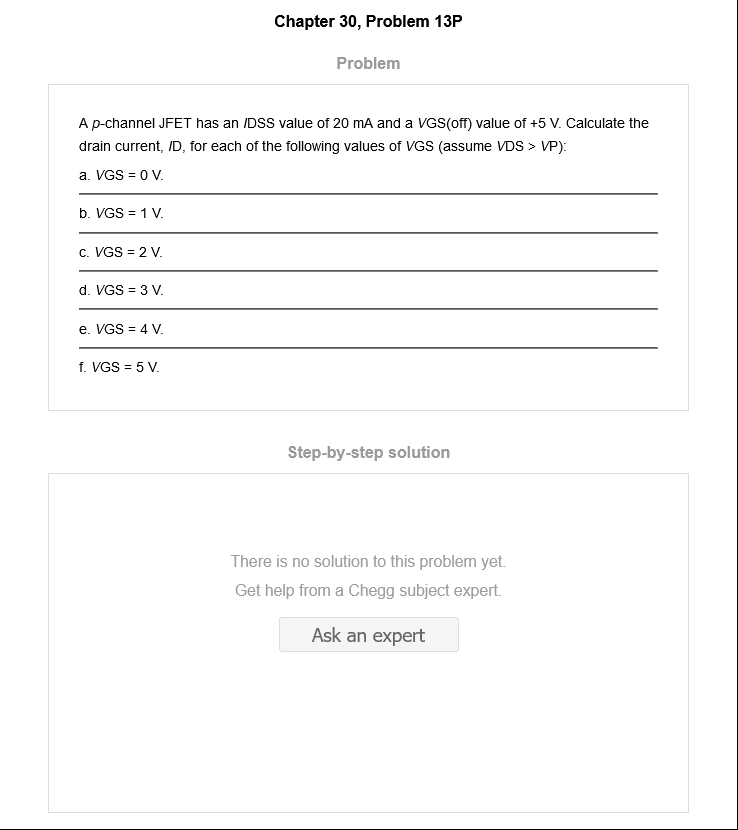 Chapter 30, Problem 13P
Problem
A p-channel JFET has an IDSS value of 20 mA and a VGS(off) value of +5 V. Calculate the
drain current, ID, for each of the following values of VGS (assume VDS > VP):
a. VGS = 0 V.
b. VGS = 1 V.
c. VGS = 2 V.
d. VGS = 3 V.
e. VGS = 4 V.
f. VGS = 5 V.
Step-by-step solution
There is no solution to this problem yet.
Get help from a Chegg subject expert.
Ask an expert